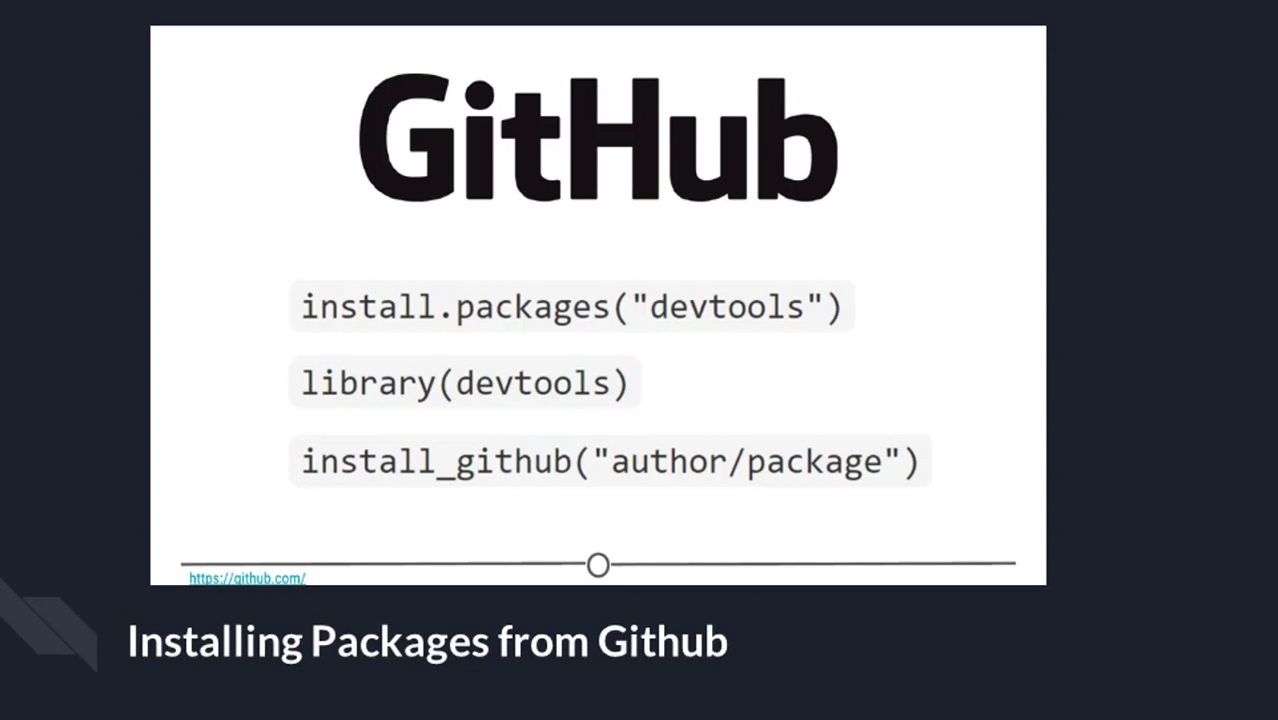 GitHub
install.packages("devtools")
library(devtools)
install_github("author/package")
https://github.com/
Installing Packages from Github